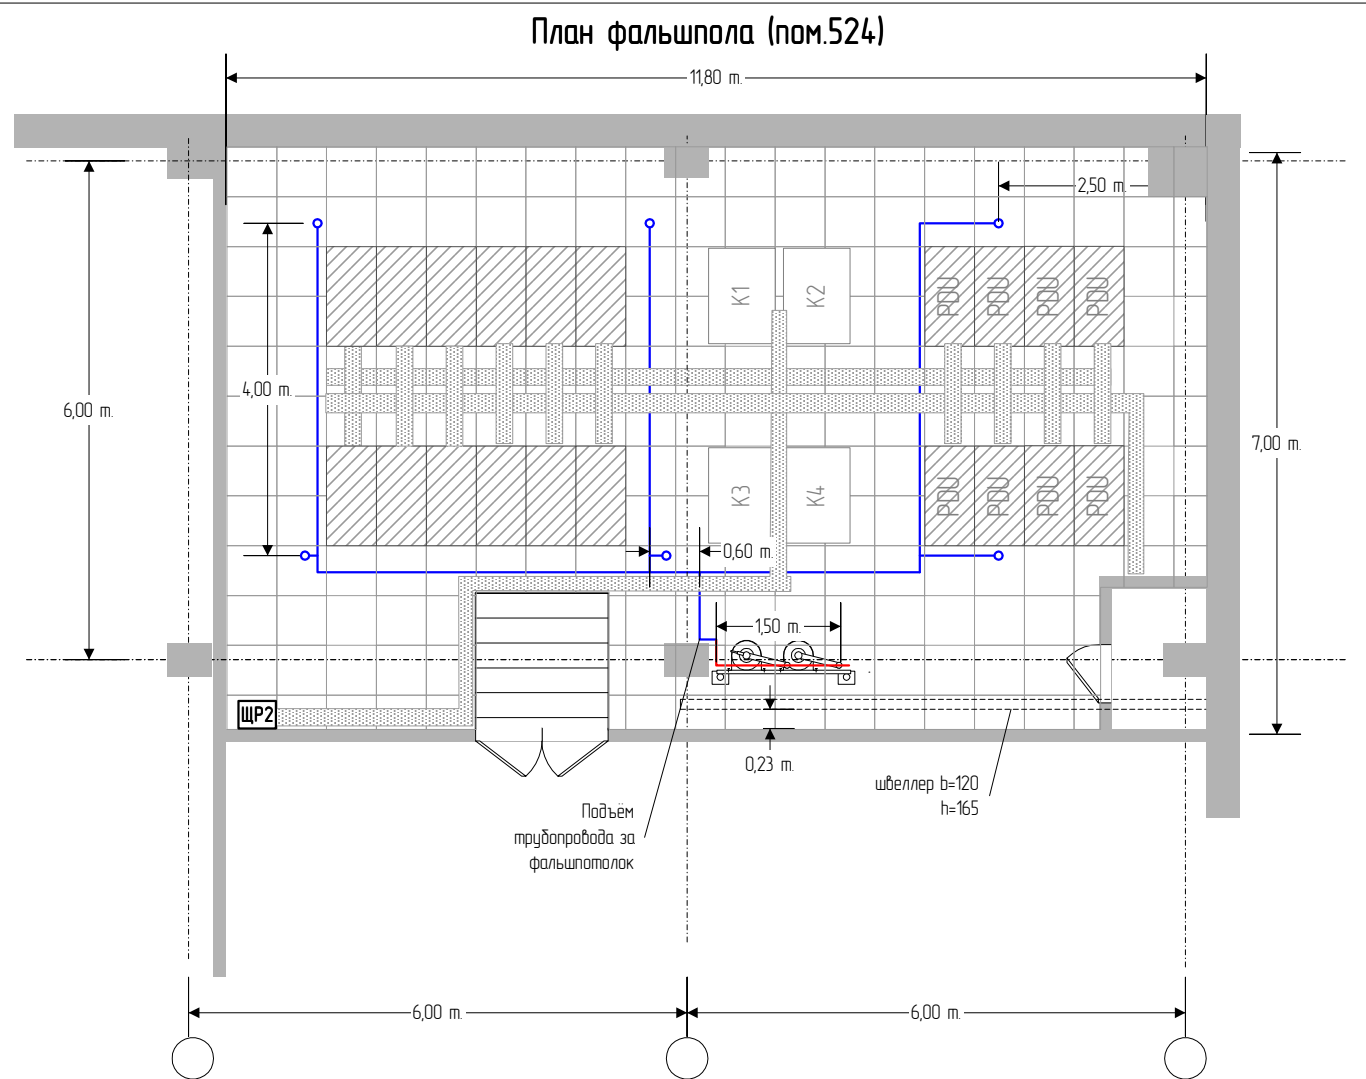 План фальшпола (пом.524)
11,80 m.
2,50 m.
K1
K2
PDU
PDU
PDU
PDU
4,00 m.
6,00 m.
7,00 m.
K3
K4
PDU
PDU
PDU
PDU
0,60 m.
1,50 m.
ЩР2
0,23 m.
швеллер b=120
h=165
Подъём
трубопровода за
фальшпотолок
6,00 m.
6,00 m.